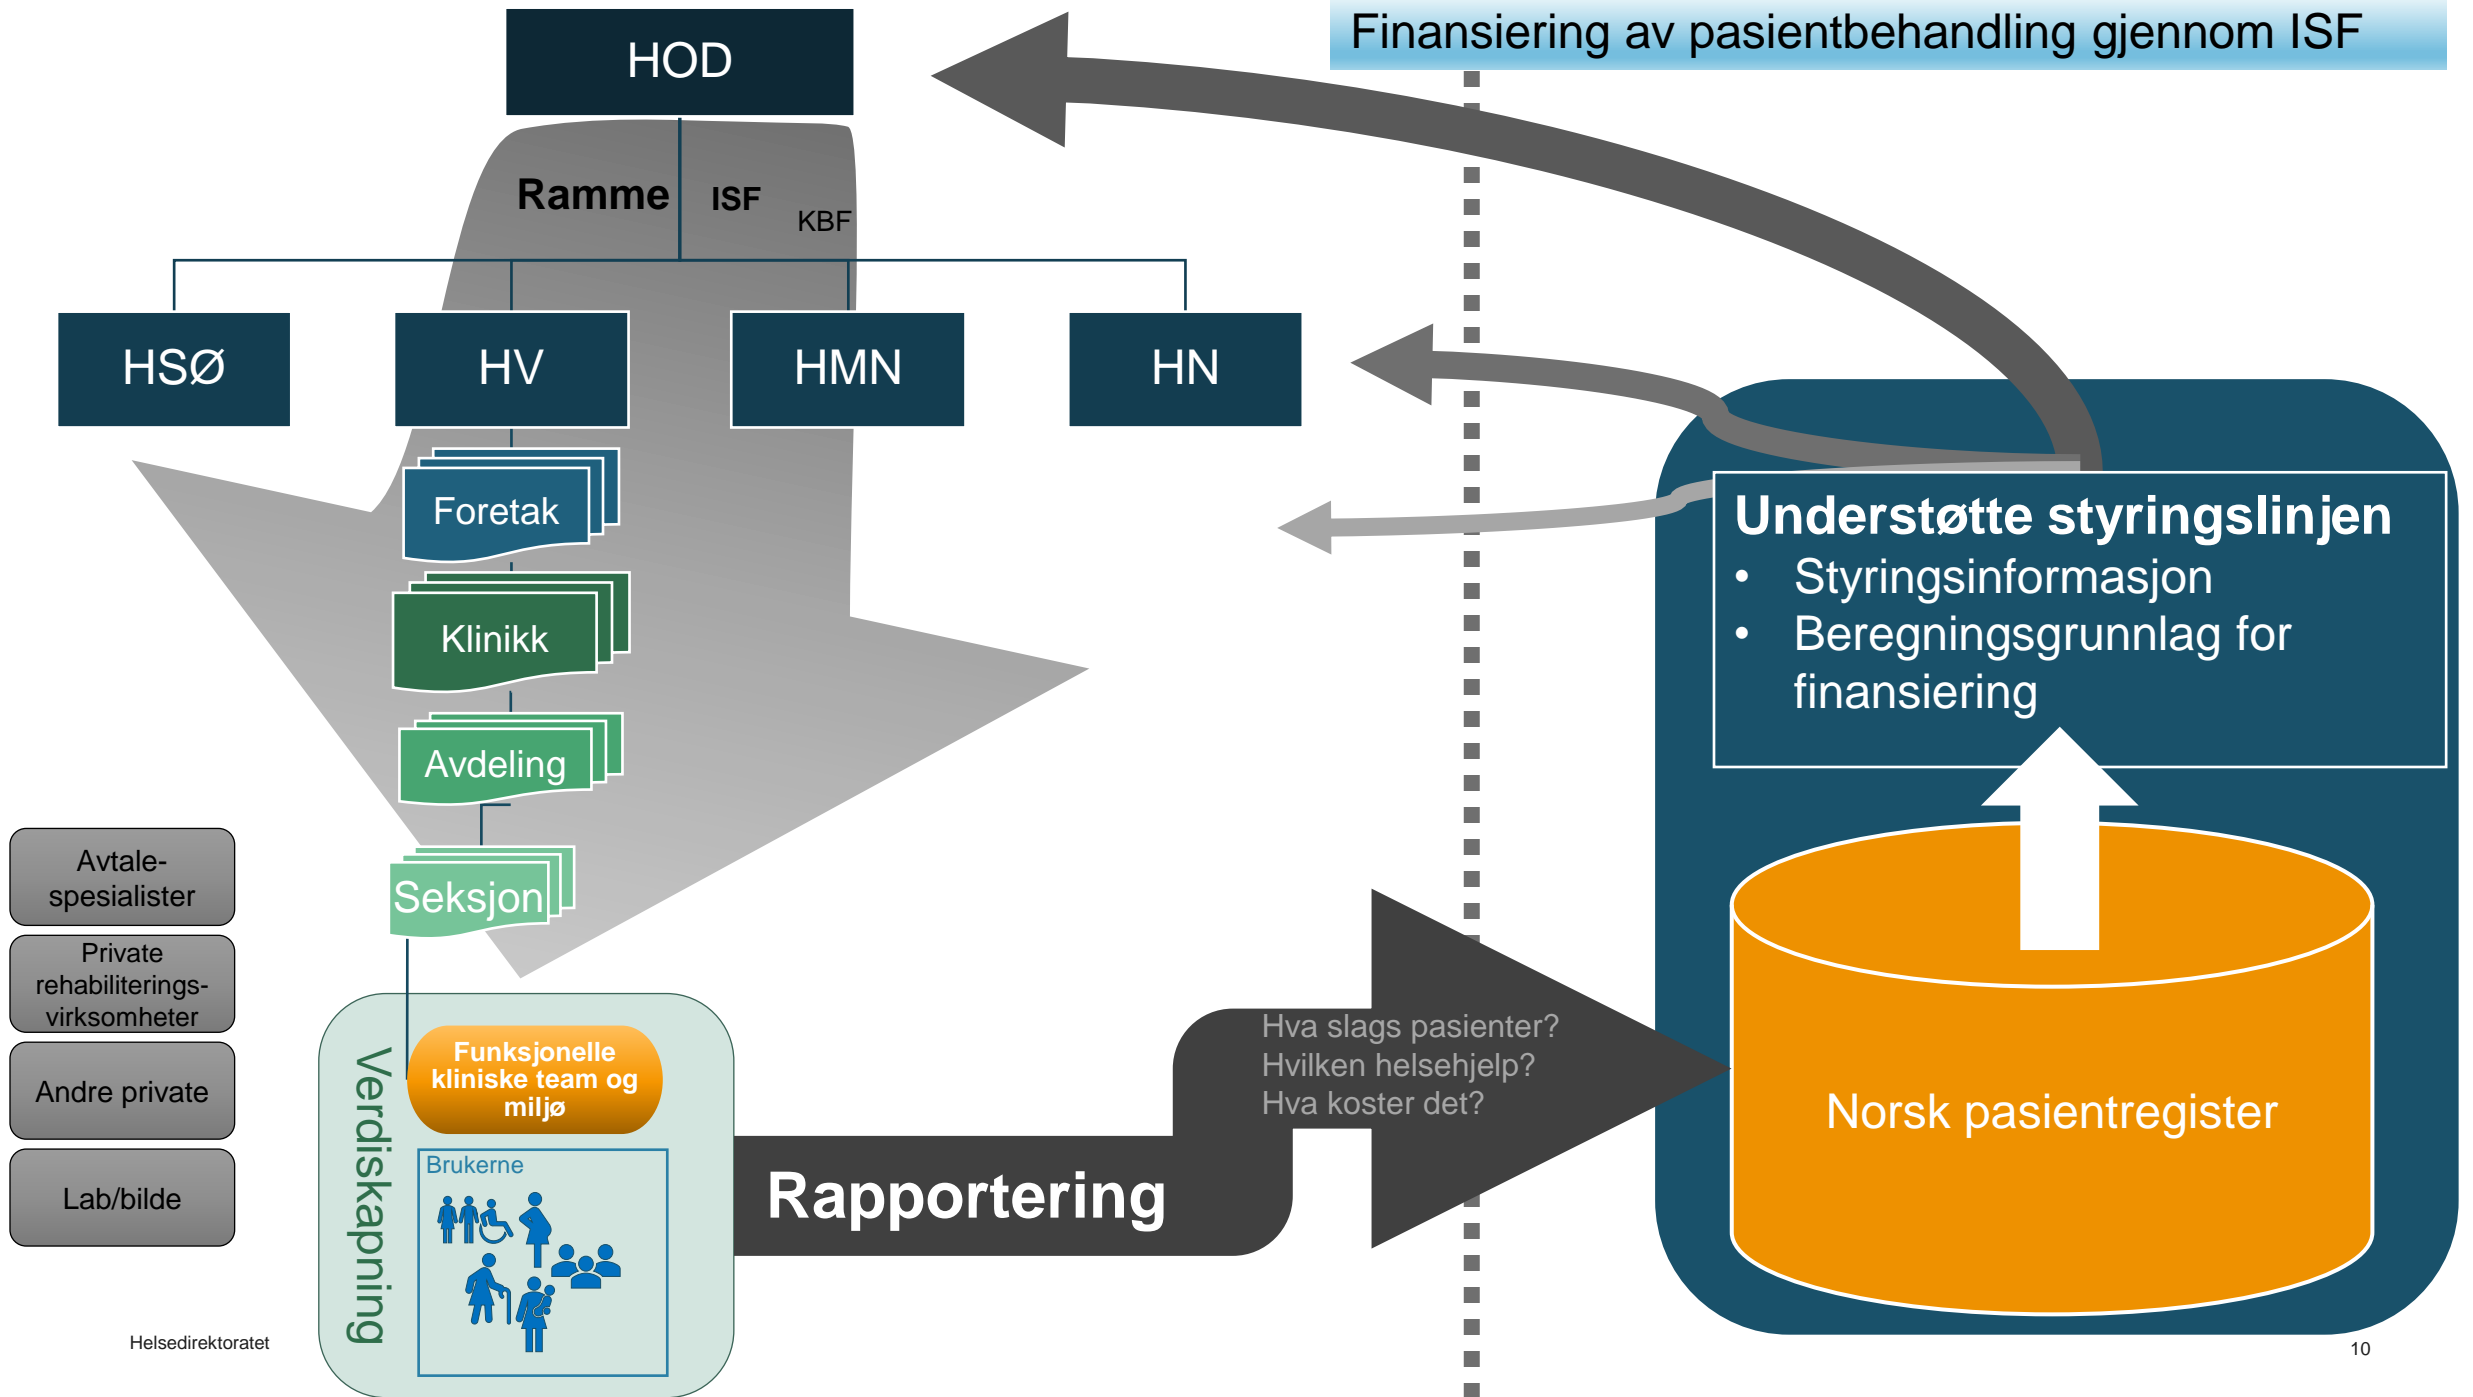 Finansiering av pasientbehandling gjennom ISF
HOD
Ramme
ISF
KBF
HSØ
HV
HMN
HN
Foretak
Klinikk
Avdeling
Seksjon
Avtale-
spesialister
Private
rehabiliterings-
virksomheter
Andre private
Lab/bilde
Verdiskapning
Funksjonelle
kliniske team og
miljø
Brukerne
Rapportering
Hva slags pasienter?
Hvilken helsehjelp?
Hva koster det?
Understøtte styringslinjen
• Styringsinformasjon
• Beregningsgrunnlag for
finansiering
Norsk pasientregister
Helsedirektoratet
10